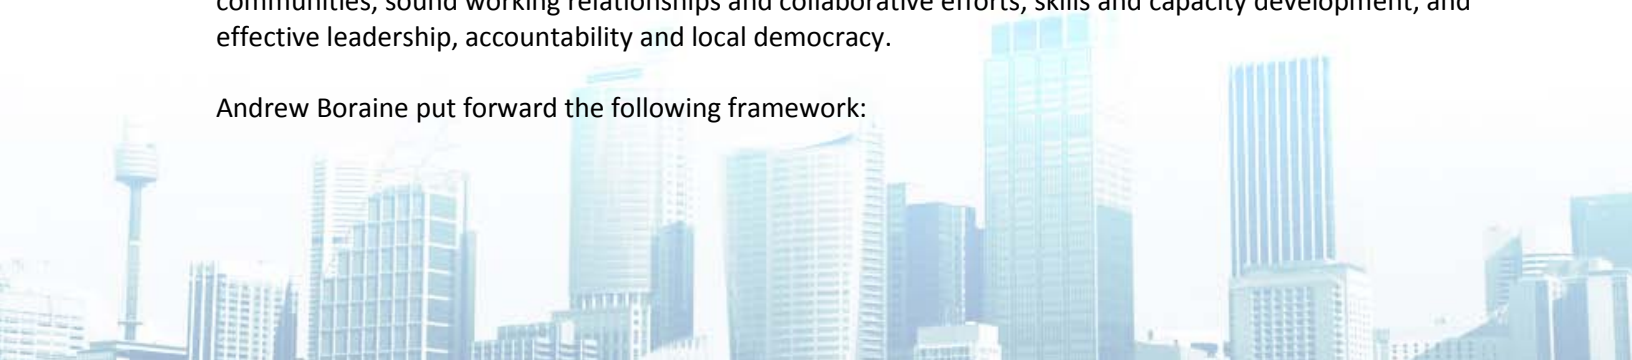 communities, sound working relationships and collaborative efforts, skills and capacity development, and
effective leadership, accountability and local democracy.
Andrew Boraine put forward the following framework: